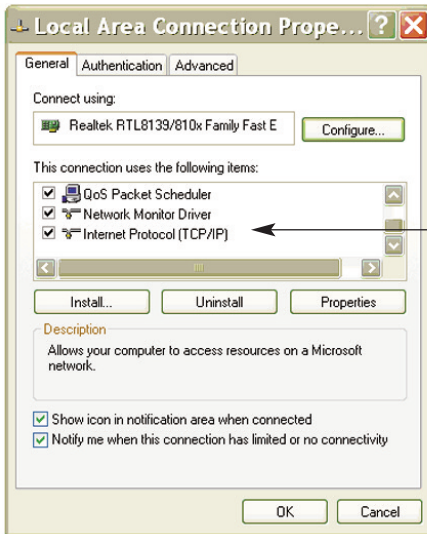 Local Area Connection Prope...
General Authentication Advanced
Connect using:
Realtek RTL8139/810x Family Fast E
Configure...
This connection uses the following items:
QoS Packet Scheduler
Network Monitor Driver
Internet Protocol (TCP/IP)
Install... Uninstall Properties
Description
Allows your computer to access resources on a Microsoft
network.
Show icon in notification area when connected
Notify me when this connection has limited or no connectivity
OK Cancel